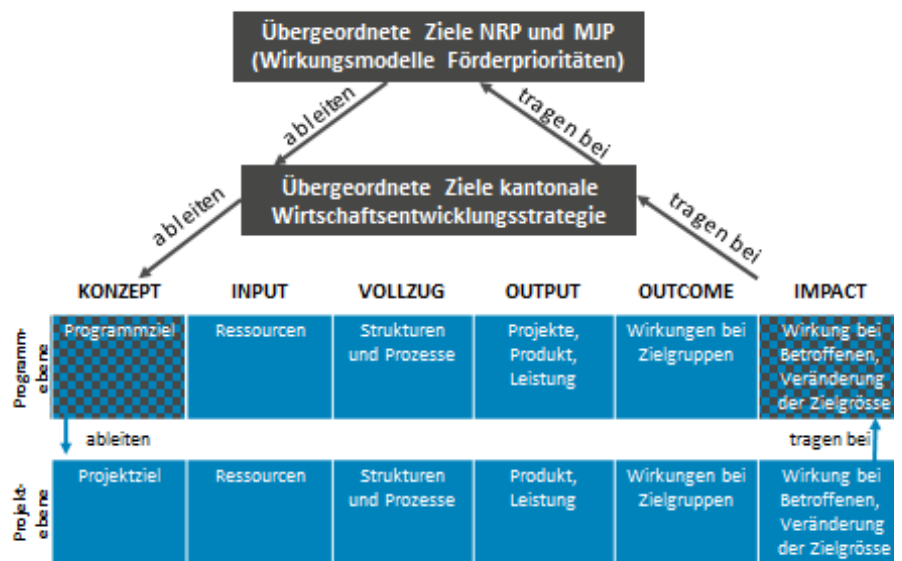 Übergeordnete Ziele NRP und MJP
(Wirkungsmodelle Förderprioritäten)
ableiten
tragen bei
Übergeordnete Ziele kantonale
Wirtschaftsentwicklungsstrategie
ableiten
tragen bei
KONZEPT
INPUT
VOLLZUG
OUTPUT
OUTCOME
IMPACT
Programm-
ebene
Programmziel
Ressourcen
Strukturen
und Prozesse
Projekte,
Produkt,
Leistung
Wirkungen bei
Zielgruppen
Wirkung bei
Betroffenen,
Veränderung
der Zielgrösse
ableiten
tragen bei
Projekt-
ebene
Projektziel
Ressourcen
Strukturen
und Prozesse
Produkt,
Leistung
Wirkungen bei
Zielgruppen
Wirkung bei
Betroffenen,
Veränderung
der Zielgrösse